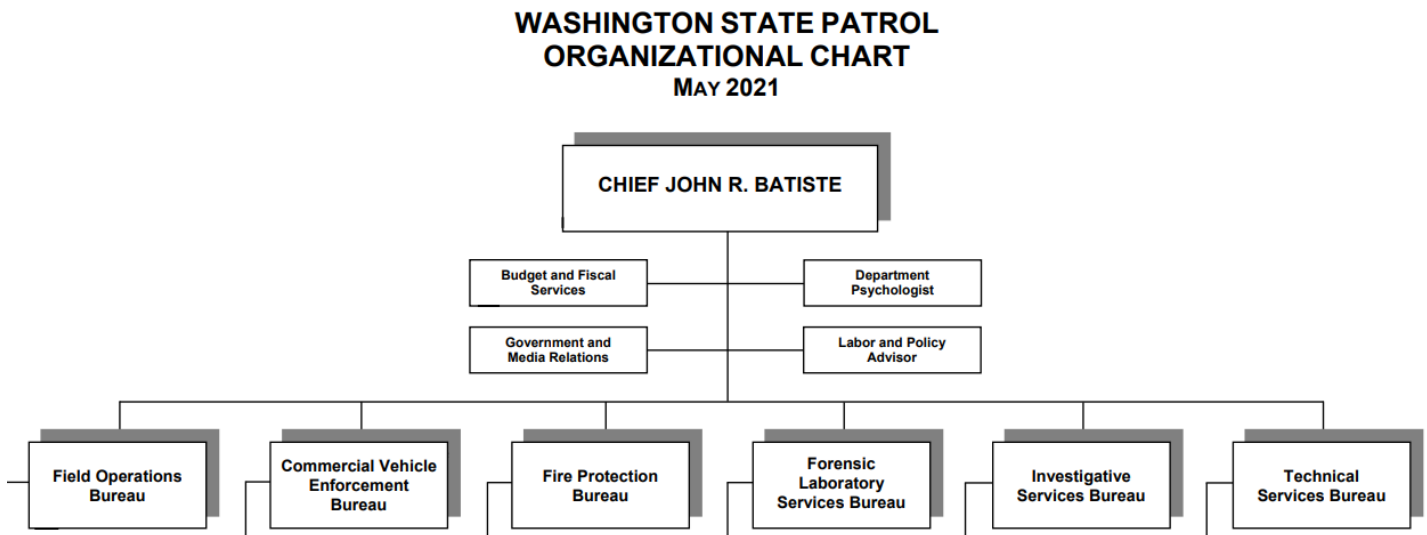 WASHINGTON STATE PATROL
ORGANIZATIONAL CHART
MAY 2021
CHIEF JOHN R. BATISTE
Budget and Fiscal
Services
Department
Psychologist
Government and
Media Relations
Labor and Policy
Advisor
Field Operations
Bureau
Commercial Vehicle
Enforcement
Bureau
Fire Protection
Bureau
Forensic
Laboratory
Services Bureau
Investigative
Services Bureau
Technical
Services Bureau